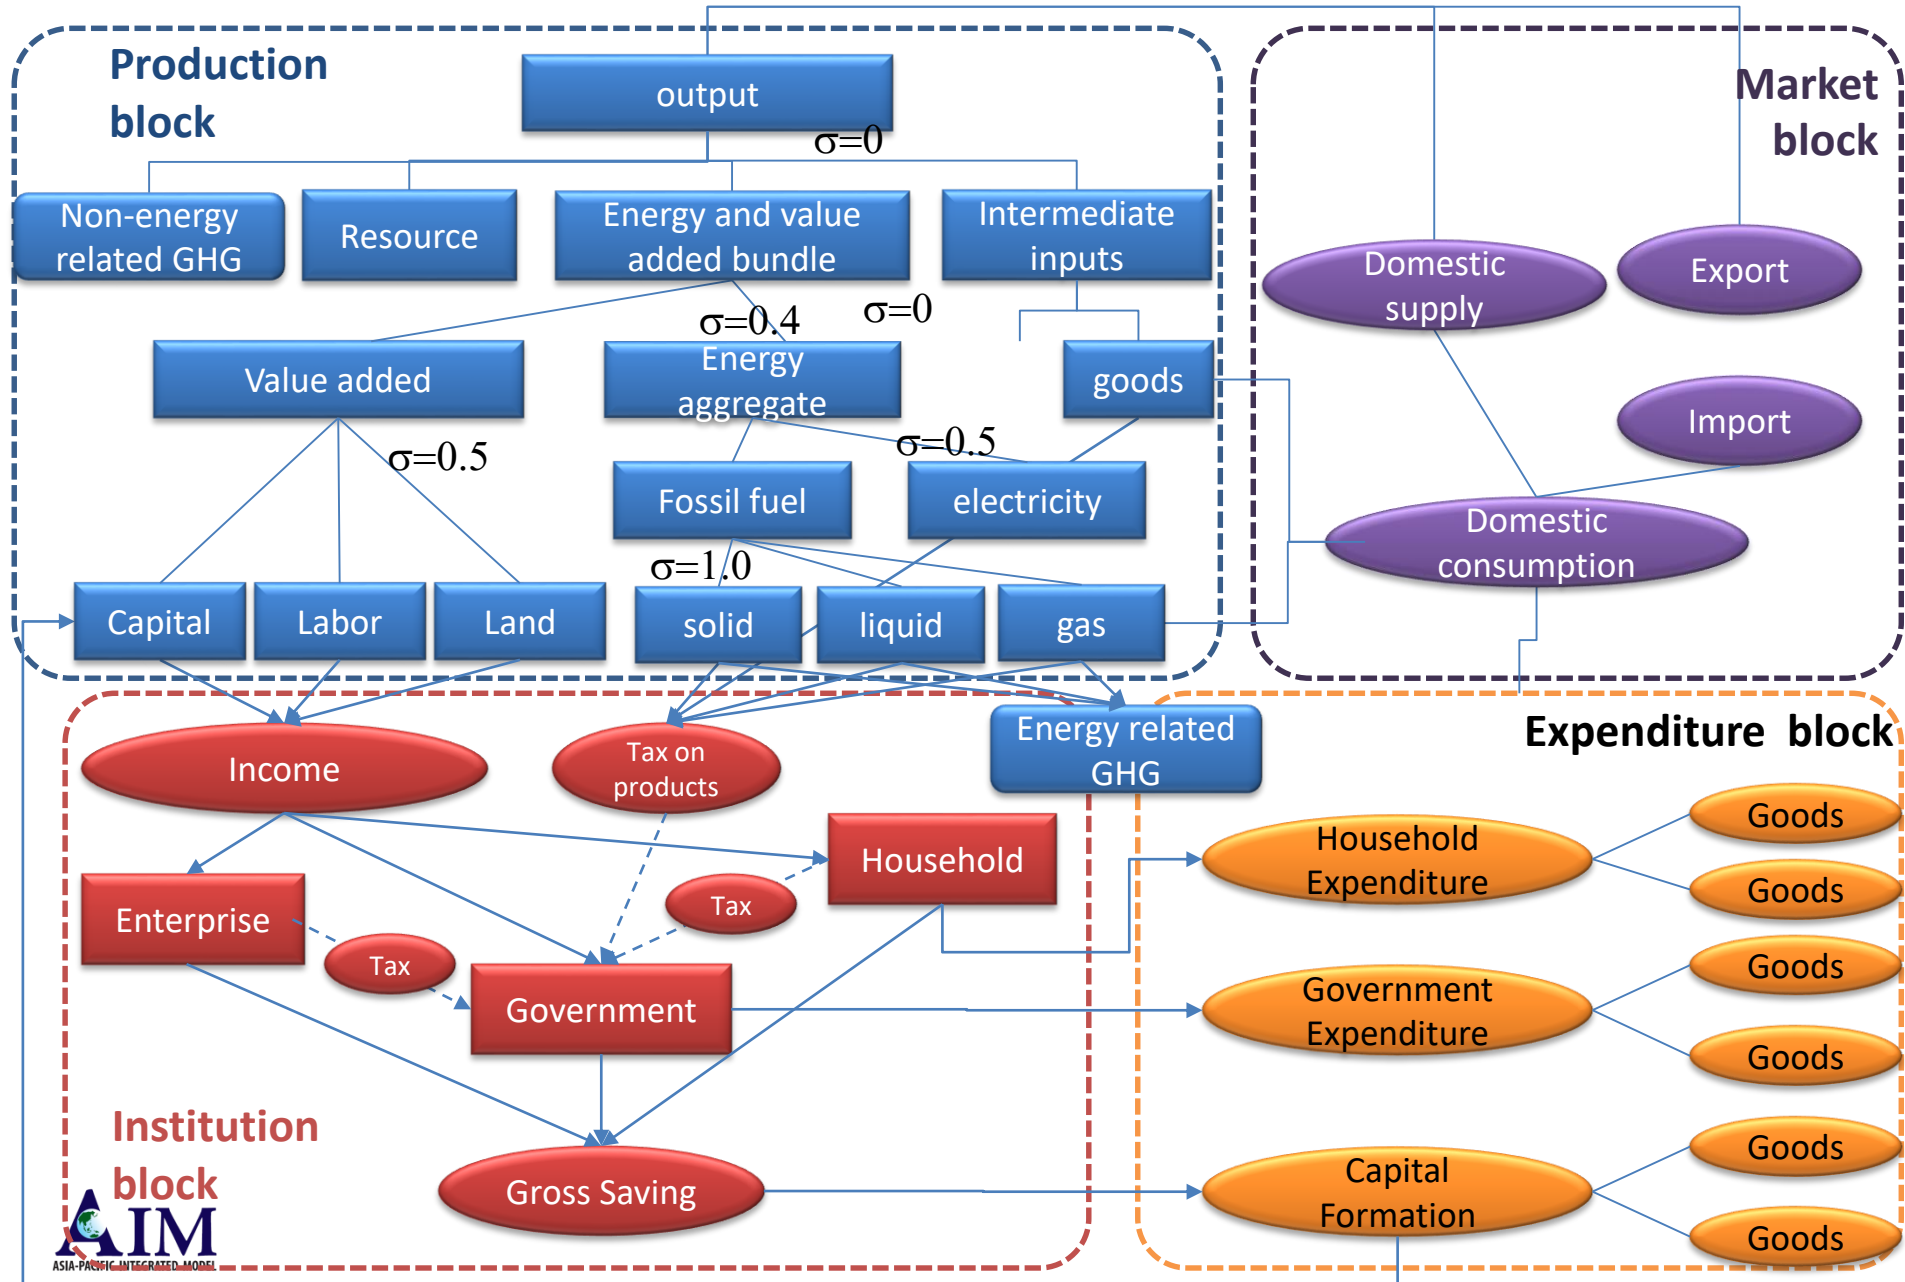 Production
block
output
σ=0
Market
block
Non-energy
related GHG
Resource
Energy and value
added bundle
Intermediate
inputs
Domestic
supply
Export
σ=0.4
σ=0
Value added
Energy
aggregate
goods
Import
σ=0.5
σ=0.5
Fossil fuel
electricity
Domestic
consumption
σ=1.0
Capital
Labor
Land
solid
liquid
gas
Income
Tax on
products
Energy related
GHG
Expenditure block
Household
Tax
Enterprise
Tax
Government
Household
Expenditure
Goods
Goods
Government
Expenditure
Goods
Goods
Institution
block
Gross Saving
Capital
Formation
Goods
Goods
AIM
ASIA-PACIFIC INTEGRATED MODEL